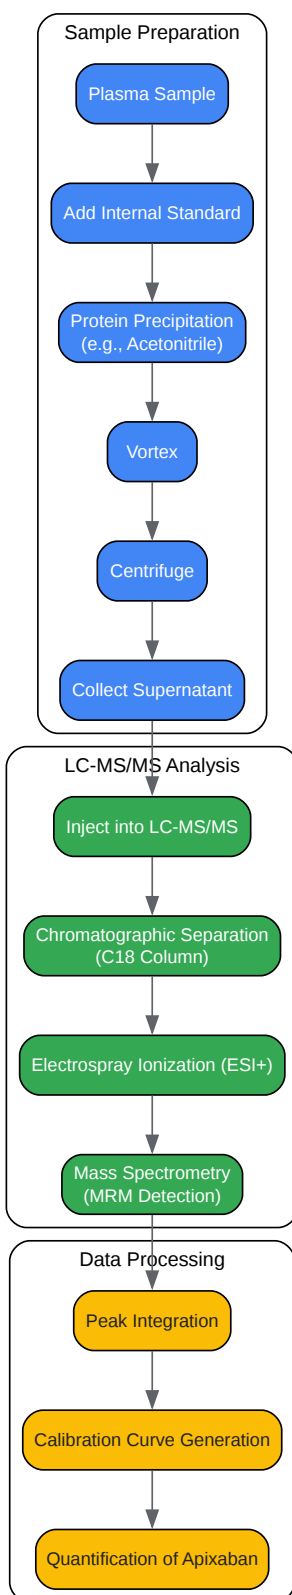 Sample Preparation
Plasma Sample
Add Internal Standard
Protein Precipitation
(e.g., Acetonitrile)
Vortex
Centrifuge
Collect Supernatant
LC-MS/MS Analysis
Inject into LC-MS/MS
Chromatographic Separation
(C18 Column)
Electrospray Ionization (ESI+)
Mass Spectrometry
(MRM Detection)
Data Processing
Peak Integration
Calibration Curve Generation
Quantification of Apixaban